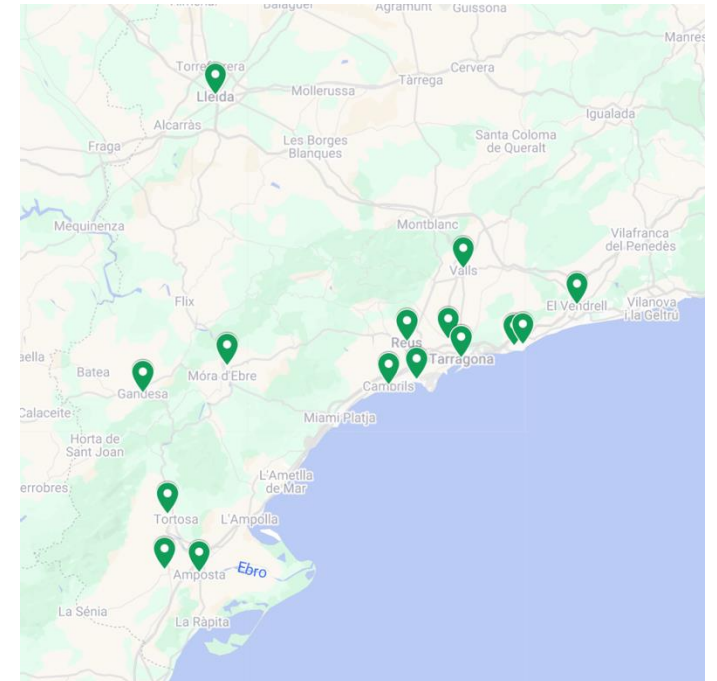 Balaguer
Agramunt
Guissona
Manres
Torrefarrera
Cervera
Lleida
Mollerussa
Tàrrega
Igualada
Alcarràs
Fraga
Les Borges
Blanques
Santa Coloma
de Queralt
Mequinenza
Montblanc
Vilafranca
del Penedès
Valls
Flix
El Vendrell
Vilanova
i la Geltrú
Reus
aella
Batea
Móra d'Ebre
Tarragona
Gandesa
Cambrils
Calaceite
Miami Platja
Horta de
Sant Joan
L'Ametlla
de Mar
errobres
Tortosa
L'Ampolla
Amposta
Ebro
La Sénia
La Ràpita